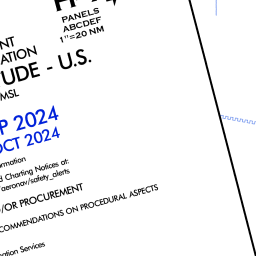 H
PANELS
ABCDEF
1"=20 NM
NT
ATION
UDE - U.S.
MSL
P 2024
OCT 2024
ormation
d Charting Notices at:
aeronav/safety_alerts
/OR PROCUREMENT
COMMENDATIONS ON PROCEDURAL ASPECTS
ation Services